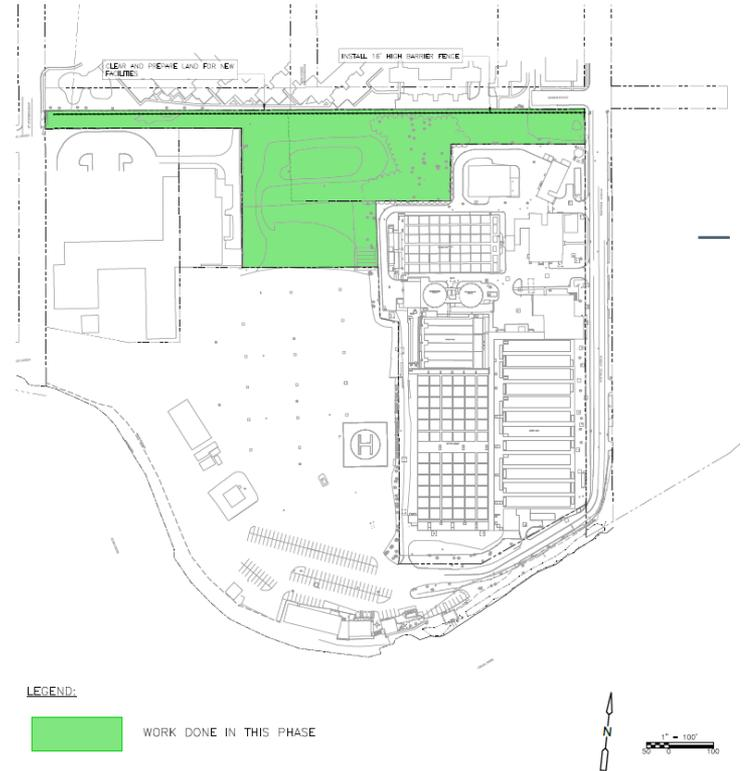 INSTALL 16' HIGH BARRIER FENCE
CLEAR AND PREPARE LAND FOR NEW
FACILITIES
H
LEGEND:
WORK DONE IN THIS PHASE
N
1" = 100'
50 0 100